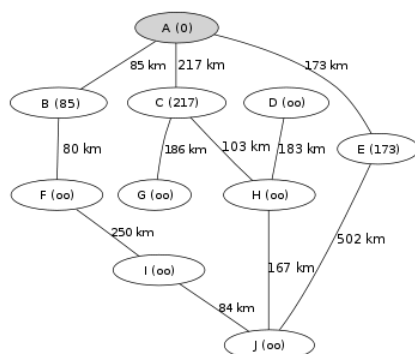 A (0)
85 km
217 km
173 km
B (85)
C (217)
D (oo)
E (173)
80 km
186 km
103 km
183 km
F (oo)
G (oo)
H (oo)
250 km
502 km
I (oo)
167 km
84 km
J (oo)